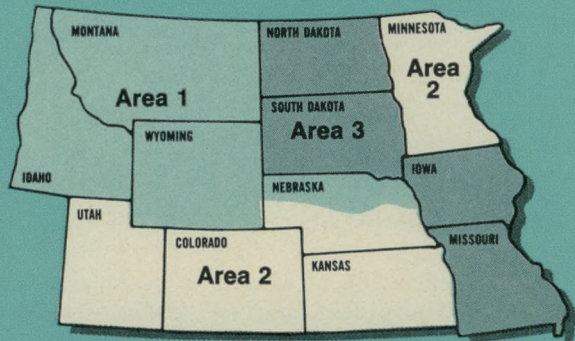 MONTANA
NORTH DAKOTA
MINNESOTA
Area
2
Area 1
SOUTH DAKOTA
Area 3
WYOMING
IDAHO
NEBRASKA
IOWA
UTAH
COLORADO
MISSOURI
Area 2
KANSAS